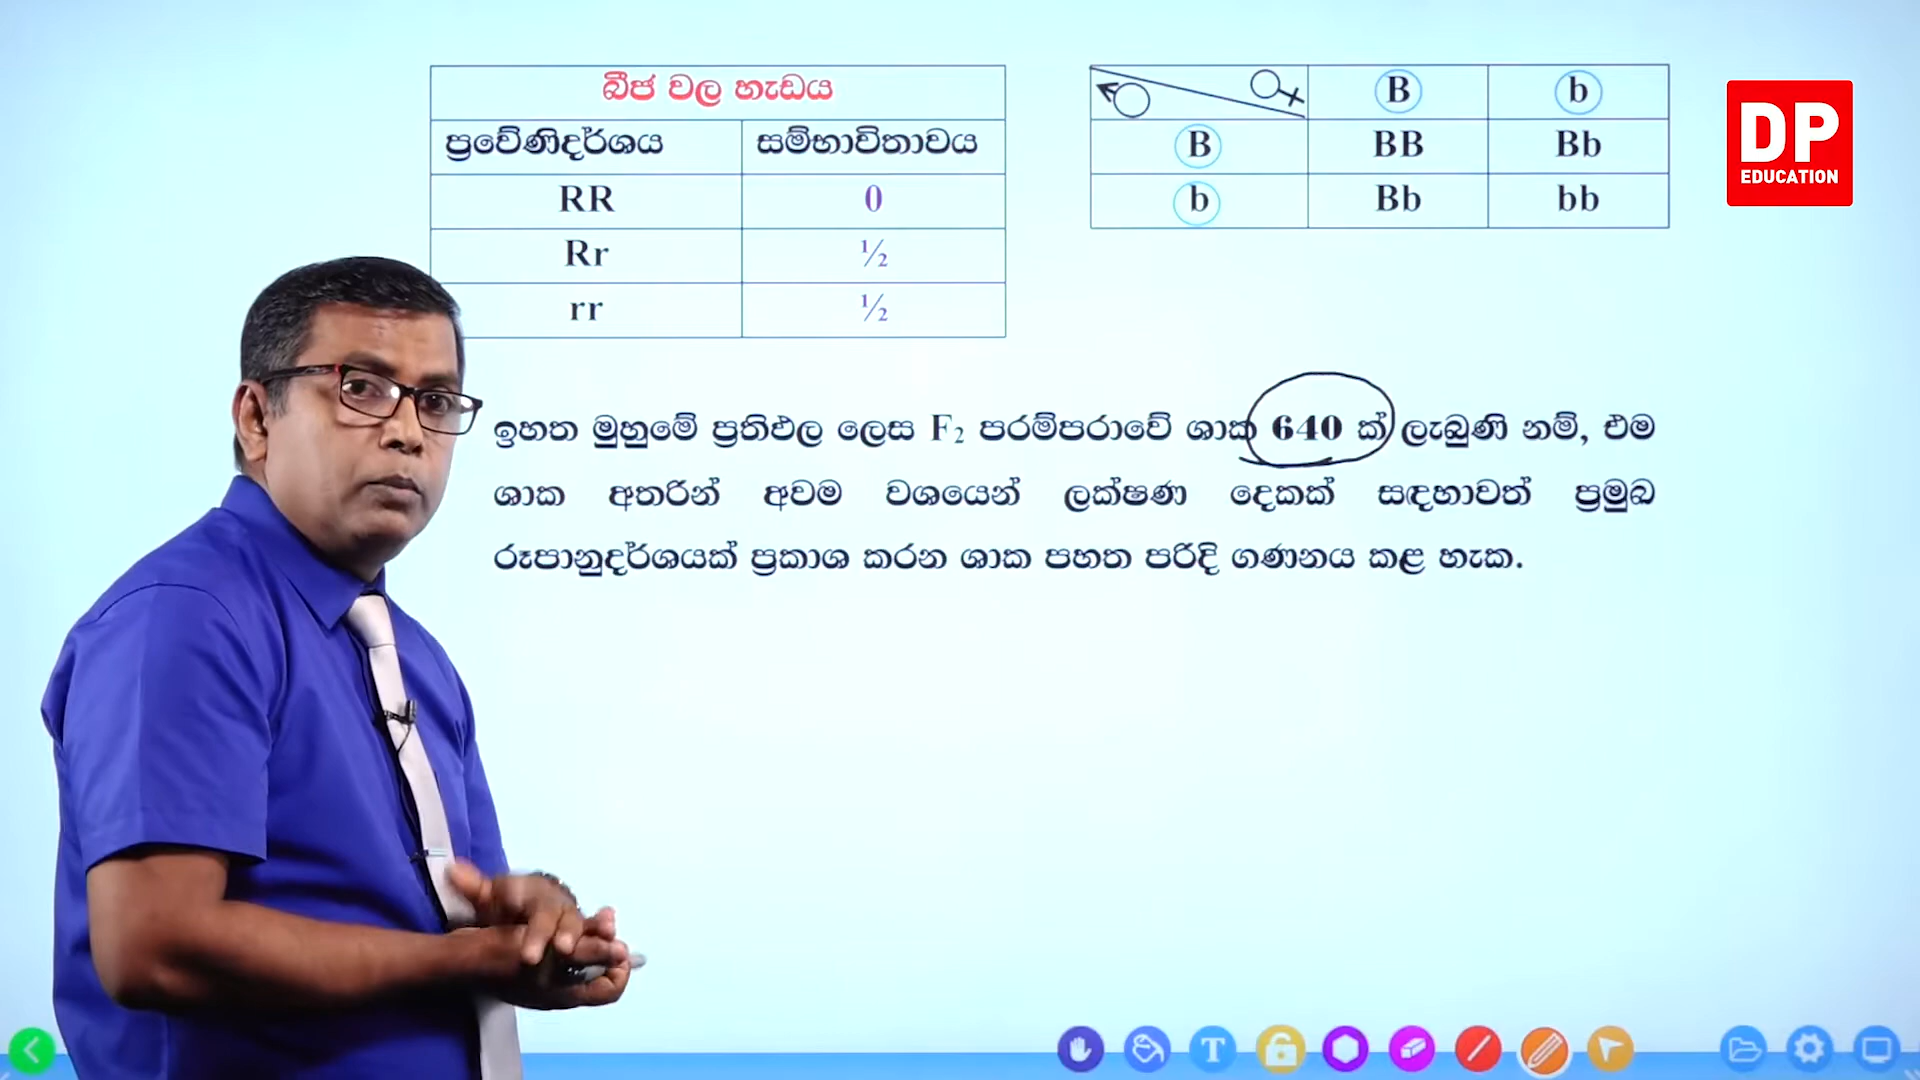 බීජ වල හැඩය
ප්‍රවේණිදර්ශය සම්භාවිතාවය
RR 0
Rr ½
rr ½
B b
B BB Bb
b Bb bb
DP
EDUCATION
ඉහත මුහුමේ ප්‍රතිඵල ලෙස F₂ පරම්පරාවේ ශාක 640 ක් ලැබුණි නම්, එම
ශාක අතරින් අවම වශයෙන් ලක්ෂණ දෙකක් සඳහාවත් ප්‍රමුඛ
රූපානුදර්ශයක් ප්‍රකාශ කරන ශාක පහත පරිදි ගණනය කළ හැක.
T